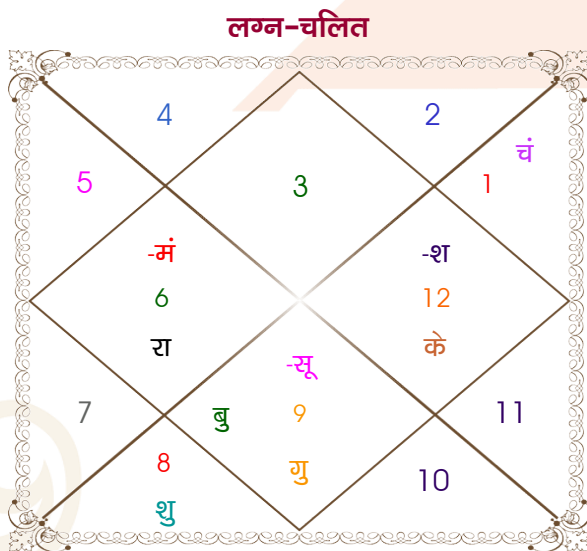 लग्न-चलित
4 2
चं
5 3 1
-मं -श
6 12
रा के
-सू
7 बु 9 11
8 गु 10
शु